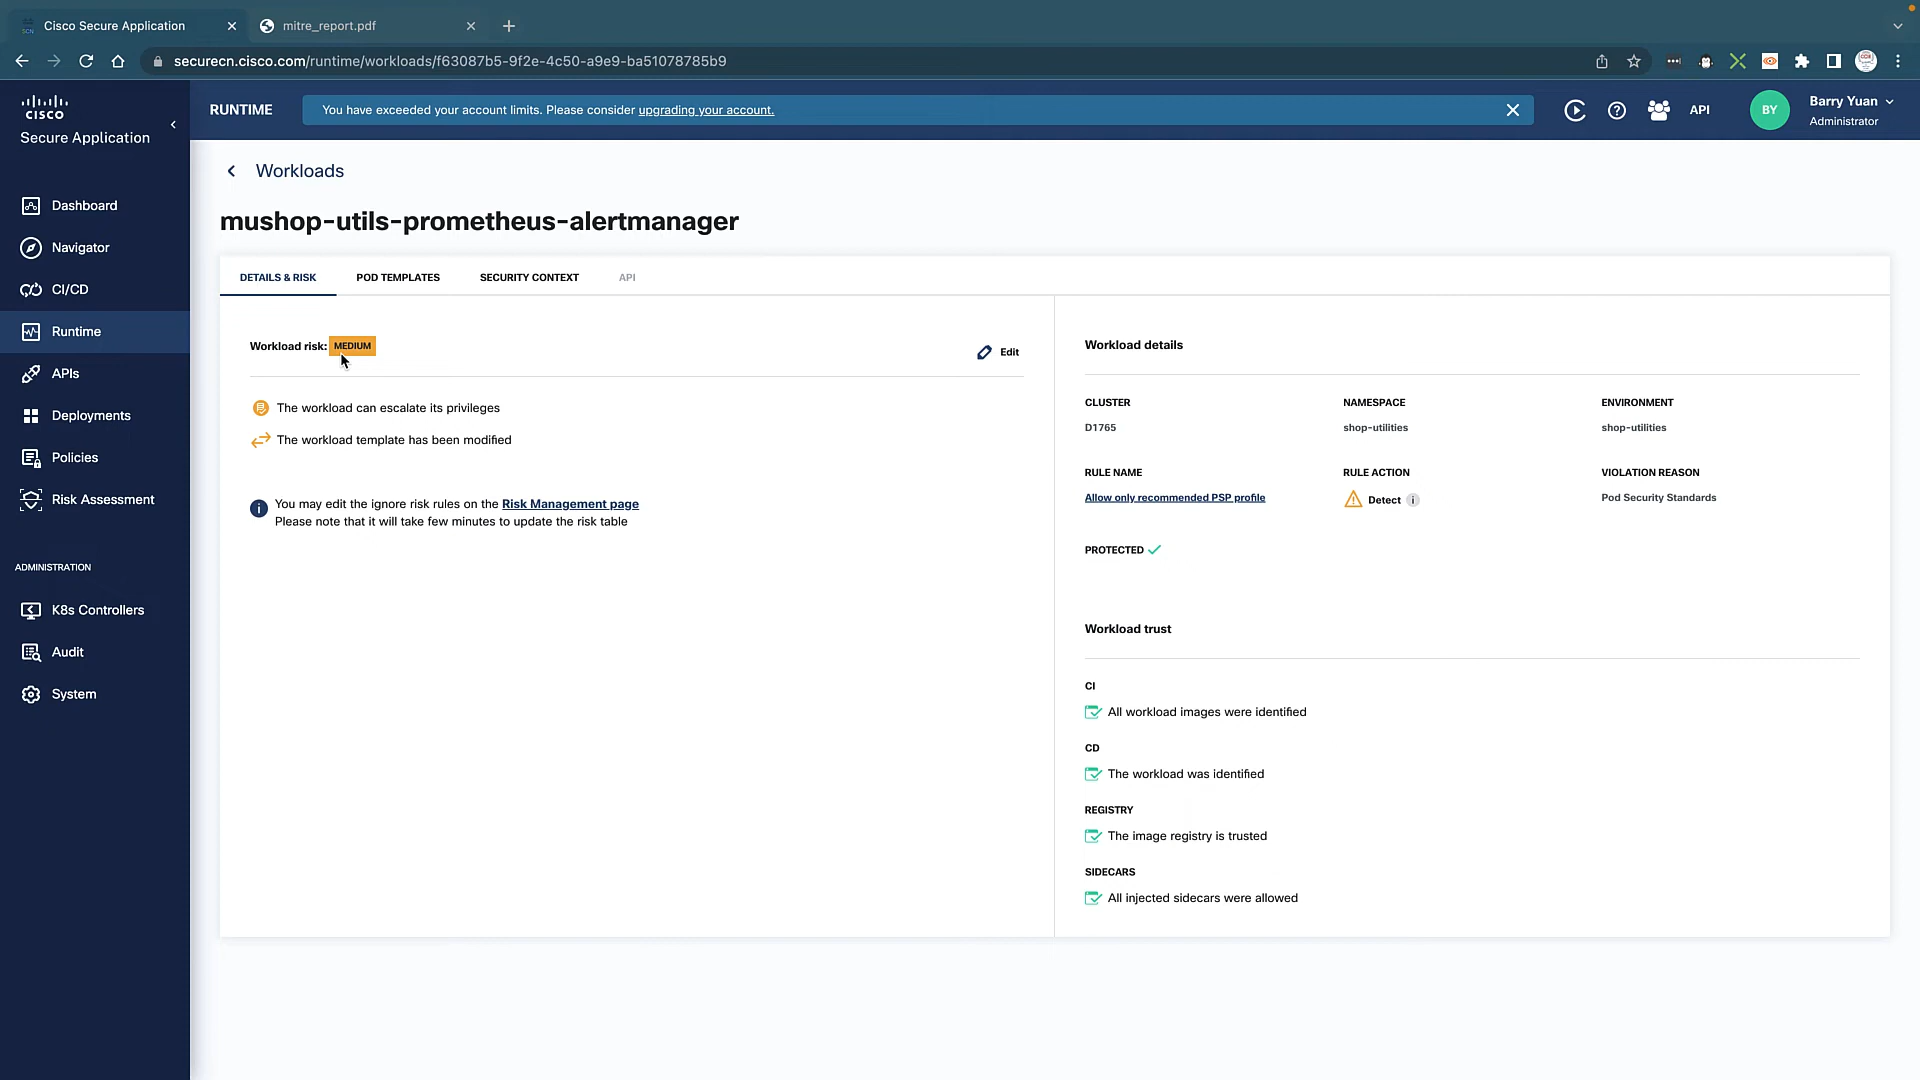 Cisco Secure Application
mitre_report.pdf
securecn.cisco.com/runtime/workloads/f63087b5-9f2e-4c50-a9e9-ba51078785b9
CISCO
Secure Application
RUNTIME
You have exceeded your account limits. Please consider upgrading your account.
API
BY
Barry Yuan
Administrator
Dashboard
Navigator
CI/CD
Runtime
APIs
Deployments
Policies
Risk Assessment
ADMINISTRATION
K8s Controllers
Audit
System
Workloads
mushop-utils-prometheus-alertmanager
DETAILS & RISK
POD TEMPLATES
SECURITY CONTEXT
API
Workload risk: MEDIUM
Edit
The workload can escalate its privileges
The workload template has been modified
You may edit the ignore risk rules on the Risk Management page
Please note that it will take few minutes to update the risk table
Workload details
CLUSTER
D1765
NAMESPACE
shop-utilities
ENVIRONMENT
shop-utilities
RULE NAME
Allow only recommended PSP profile
RULE ACTION
Detect
VIOLATION REASON
Pod Security Standards
PROTECTED
Workload trust
CI
All workload images were identified
CD
The workload was identified
REGISTRY
The image registry is trusted
SIDECARS
All injected sidecars were allowed